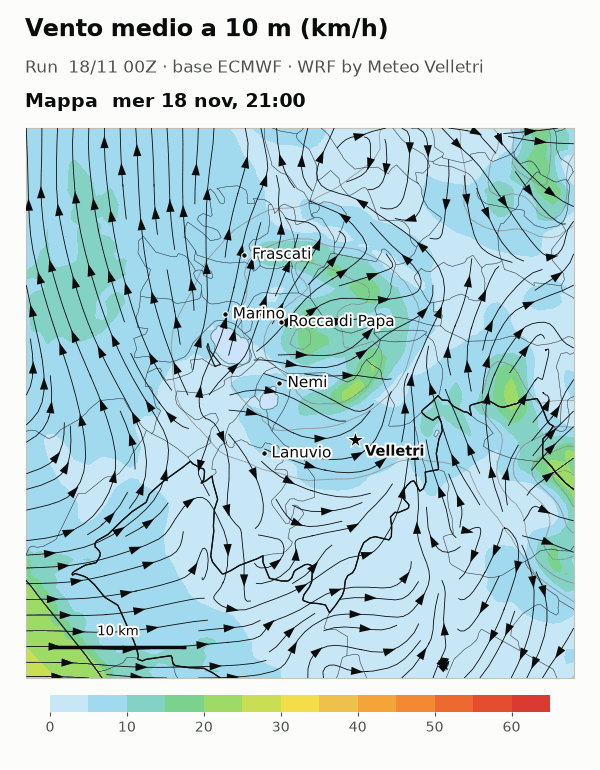 Vento medio a 10 m (km/h)
Run  18/11 00Z · base ECMWF · WRF by Meteo Velletri
Mappa  mer 18 nov, 21:00
Frascati
Marino
Rocca di Papa
Nemi
Velletri
Lanuvio
10 km
0 10 20 30 40 50 60